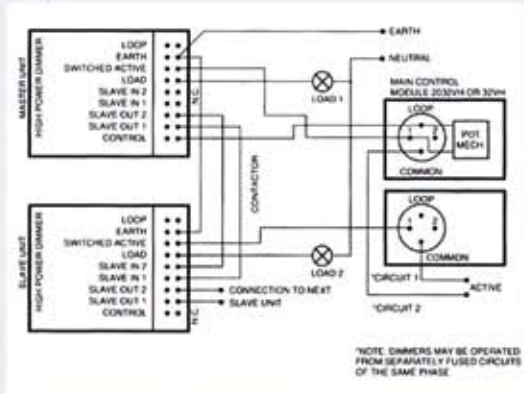 MASTER UNIT
HIGH POWER DIMMER
LOOP
EARTH
SWITCHED ACTIVE
LOAD
SLAVE IN 2
SLAVE IN 1
SLAVE OUT 2
SLAVE OUT 1
CONTROL
N.C.
CONTACTOR
LOAD 1
EARTH
NEUTRAL
MAIN CONTROL
MODULE 2032VH OR 32VH
LOOP
1 2
POT.
MECH.
COMMON
SLAVE UNIT
HIGH POWER DIMMER
LOOP
EARTH
SWITCHED ACTIVE
LOAD
SLAVE IN 2
SLAVE IN 1
SLAVE OUT 2
SLAVE OUT 1
CONTROL
N.C.
LOAD 2
CONNECTION TO NEXT
SLAVE UNIT
LOOP
1 2
COMMON
*CIRCUIT 1
ACTIVE
*CIRCUIT 2
*NOTE: DIMMERS MAY BE OPERATED
FROM SEPARATELY FUSED CIRCUITS
OF THE SAME PHASE